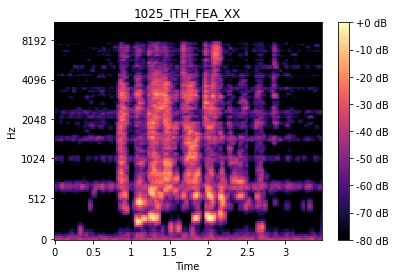 1025_ITH_FEA_XX
+0 dB
8192
-10 dB
4096
-20 dB
-30 dB
2048
Hz
-40 dB
1024
-50 dB
512
-60 dB
-70 dB
0
-80 dB
0 0.5 1 1.5 2 2.5 3
Time